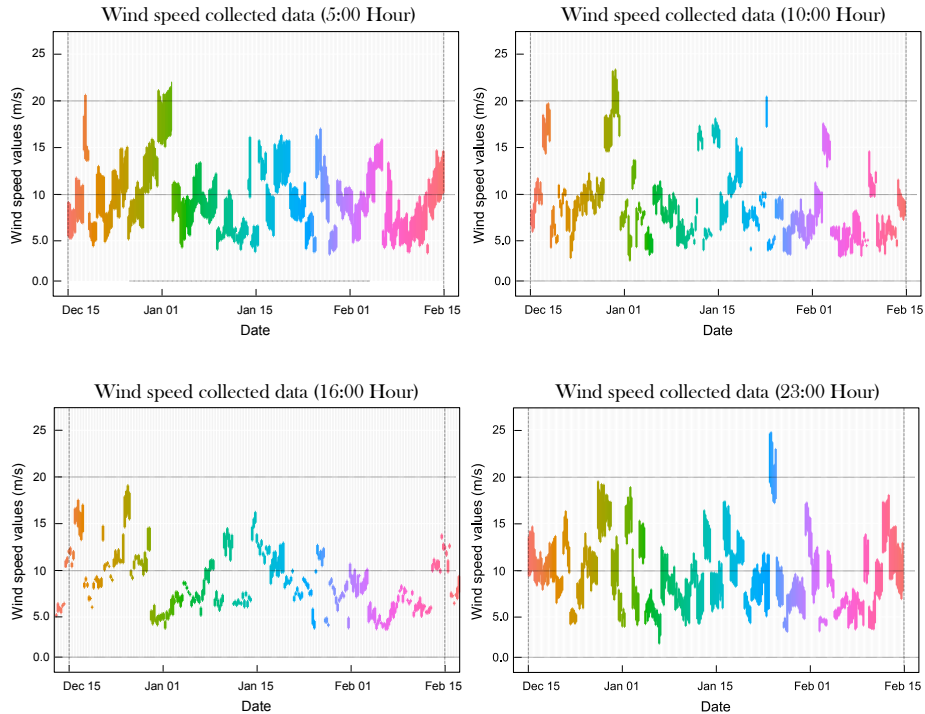 Wind speed collected data (5:00 Hour)
Wind speed values (m/s)
25
20
15
10
5.0
0.0
Dec 15
Jan 01
Jan 15
Feb 01
Feb 15
Date
Wind speed collected data (10:00 Hour)
Wind speed values (m/s)
25
20
15
10
5.0
0.0
Dec 15
Jan 01
Jan 15
Feb 01
Feb 15
Date
Wind speed collected data (16:00 Hour)
Wind speed values (m/s)
25
20
15
10
5.0
0.0
Dec 15
Jan 01
Jan 15
Feb 01
Feb 15
Date
Wind speed collected data (23:00 Hour)
Wind speed values (m/s)
25
20
15
10
5.0
0.0
Dec 15
Jan 01
Jan 15
Feb 01
Feb 15
Date